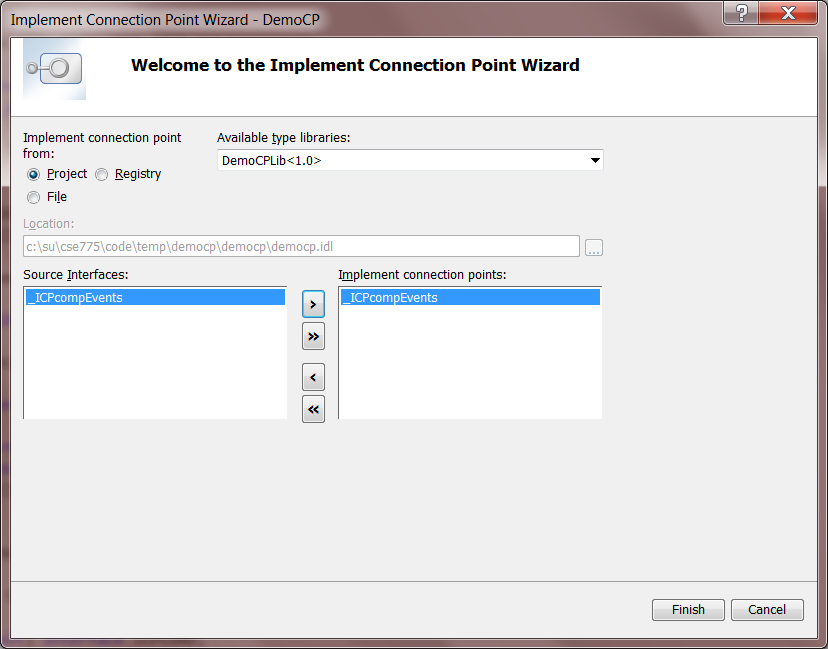 Implement Connection Point Wizard - DemoCP
?
X
Welcome to the Implement Connection Point Wizard
Implement connection point
from:
Available type libraries:
DemoCPLib<1.0>
Project Registry
File
Location:
c:\su\cse775\code\temp\democp\democp\democp.idl
...
Source Interfaces:
Implement connection points:
_ICPcompEvents
_ICPcompEvents
>
>>
<
<<
Finish Cancel